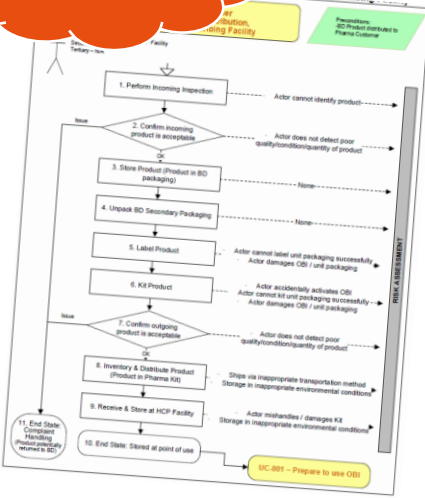 tribution,
Facility
Preconditions:
-BD Product distributed to
Pharma Customer
Facility
1. Perform Incoming Inspection
Actor cannot identify product
Issue
2. Confirm incoming
product is acceptable
Actor does not detect poor
quality/condition/quantity of product
OK
3. Store Product (Product in BD
packaging)
None
4. Unpack BD Secondary Packaging
None
5. Label Product
Actor cannot label unit packaging successfully
Actor damages OBI / unit packaging
6. Kit Product
Actor accidentally activates OBI
Actor cannot kit unit packaging successfully
Actor damages OBI / unit packaging
RISK ASSESSMENT
Issue
7. Confirm outgoing
product is acceptable
Actor does not detect poor
quality/condition/quantity of product
OK
8. Inventory & Distribute Product
(Product in Pharma Kit)
Ships via inappropriate transportation method
Storage in inappropriate environmental conditions
9. Receive & Store at HCP Facility
Actor mishandles / damages Kit
Storage in inappropriate environmental conditions
11. End State:
Complaint
Handling
(Product potentially
returned to BD)
10. End State: Stored at point of use
UC-001 – Prepare to use OBI